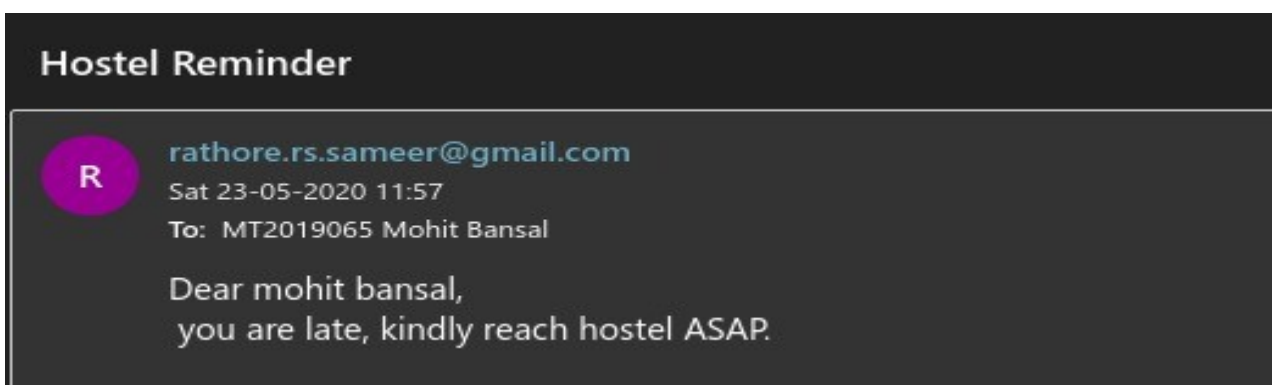 Hostel Reminder
R
rathore.rs.sameer@gmail.com
Sat 23-05-2020 11:57
To: MT2019065 Mohit Bansal
Dear mohit bansal,
you are late, kindly reach hostel ASAP.